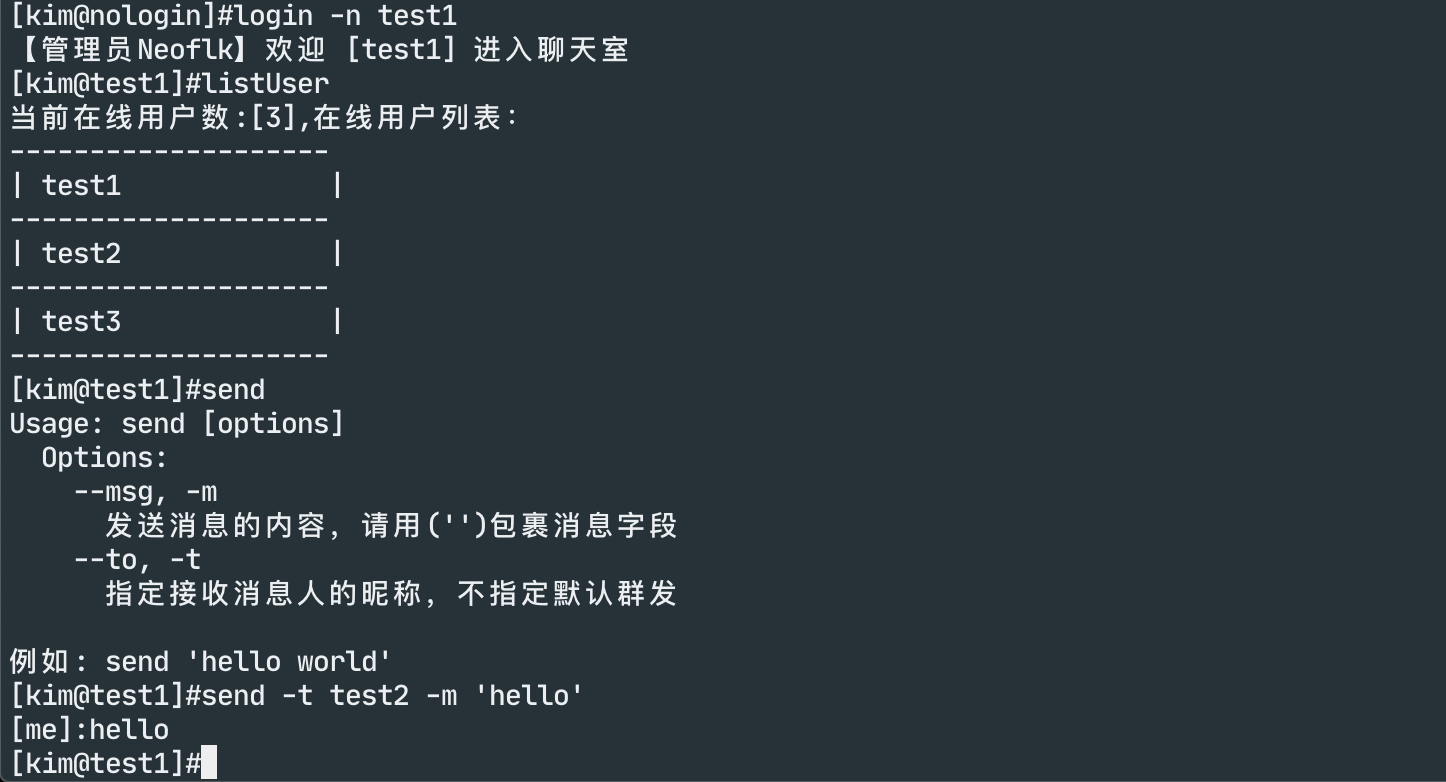 [kim@nologin]#login -n test1
【管理员Neoflk】欢迎 [test1] 进入聊天室
[kim@test1]#listUser
当前在线用户数:[3],在线用户列表：
--------------------
| test1             |
--------------------
| test2             |
--------------------
| test3             |
--------------------
[kim@test1]#send
Usage: send [options]
  Options:
    --msg, -m
      发送消息的内容，请用('')包裹消息字段
    --to, -t
      指定接收消息人的昵称，不指定默认群发

例如: send 'hello world'
[kim@test1]#send -t test2 -m 'hello'
[me]:hello
[kim@test1]#